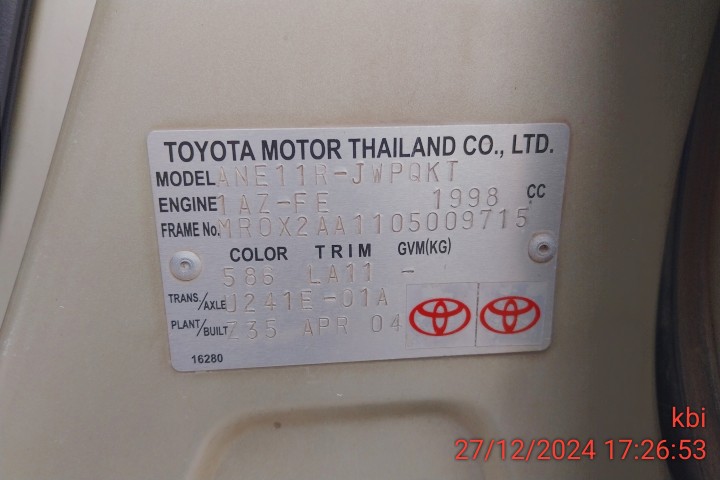 TOYOTA MOTOR THAILAND CO., LTD.
MODEL ANE11R-JWPQKT
ENGINE 1AZ-FE 1998 CC
FRAME No. MR0X2AA1105009715
COLOR TRIM GVM(KG)
586 LA11 -
TRANS/AXLE U241E-01A
PLANT/BUILT Z35 APR 04
16280
kbi
27/12/2024 17:26:53